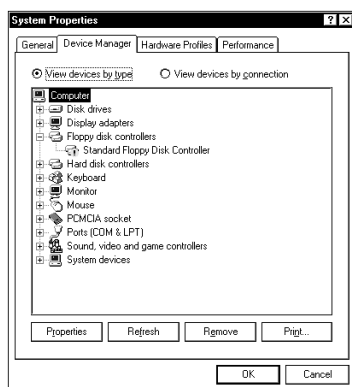 System Properties
General Device Manager Hardware Profiles Performance
View devices by type View devices by connection
Computer
Disk drives
Display adapters
Floppy disk controllers
Standard Floppy Disk Controller
Hard disk controllers
Keyboard
Monitor
Mouse
PCMCIA socket
Ports (COM & LPT)
Sound, video and game controllers
System devices
Properties Refresh Remove Print...
OK Cancel